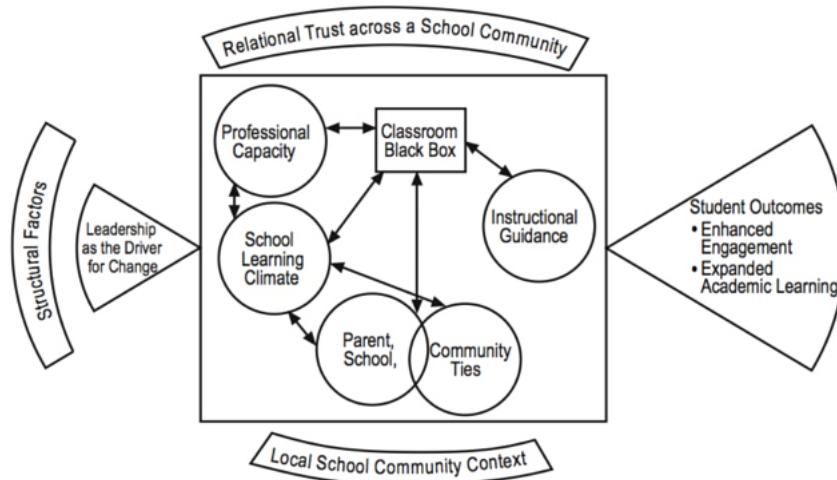 Relational Trust across a School Community
Professional
Capacity
Classroom
Black Box
Structural Factors
Leadership
as the Driver
for Change
School
Learning
Climate
Instructional
Guidance
Student Outcomes
• Enhanced
Engagement
• Expanded
Academic Learning
Parent,
School,
Community
Ties
Local School Community Context